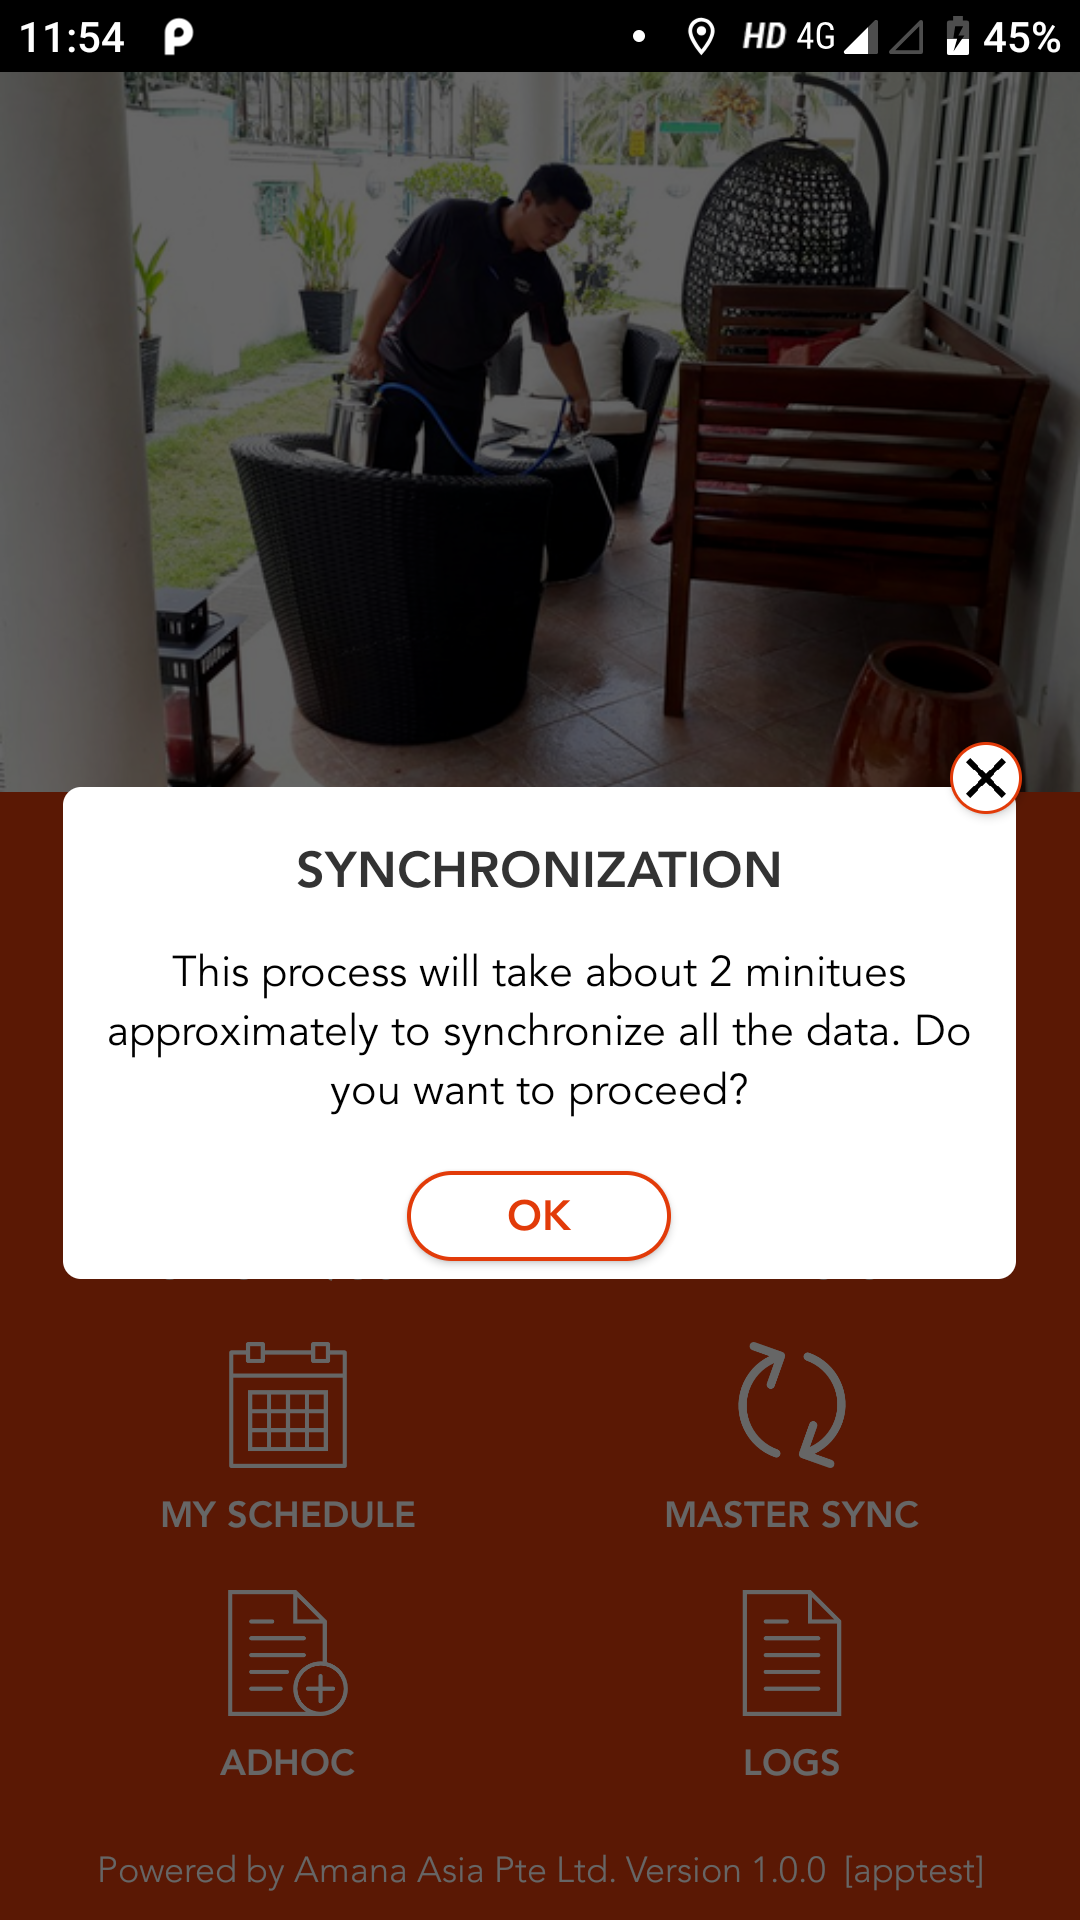 11:54 HD 4G 45%
SYNCHRONIZATION
This process will take about 2 minitues
approximately to synchronize all the data. Do
you want to proceed?
OK
MY SCHEDULE MASTER SYNC
ADHOC LOGS
Powered by Amana Asia Pte Ltd. Version 1.0.0 [apptest]